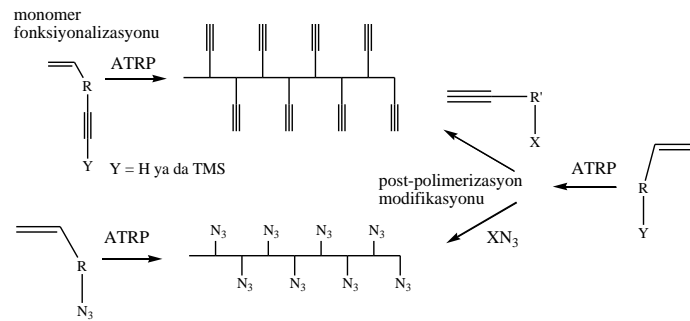 monomer
fonksiyonalizasyonu
ATRP
R
Y
Y = H ya da TMS
R'
X
post-polimerizasyon
modifikasyonu
ATRP
R
Y
XN3
ATRP
R
N3
N3 N3 N3 N3
N3 N3 N3 N3